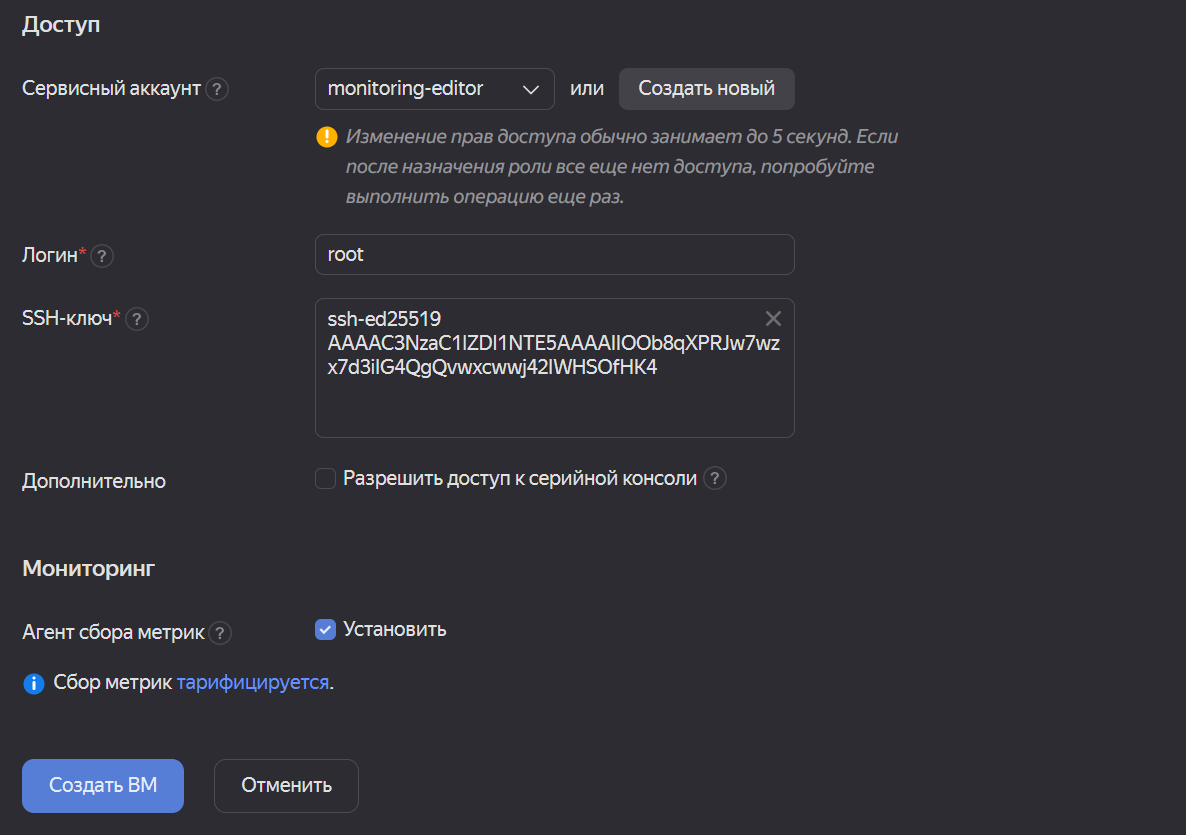 Доступ
Сервисный аккаунт ? monitoring-editor или Создать новый
Изменение прав доступа обычно занимает до 5 секунд. Если
после назначения роли все еще нет доступа, попробуйте
выполнить операцию еще раз.
Логин* ? root
SSH-ключ* ? ssh-ed25519
AAAAC3NzaC1lZDI1NTE5AAAAIIOOb8qXPRJw7wz
x7d3iIG4QgQvwxcwwj42IWHSOfHK4
Дополнительно Разрешить доступ к серийной консоли ?
Мониторинг
Агент сбора метрик ? Установить
Сбор метрик тарифицируется.
Создать ВМ Отменить